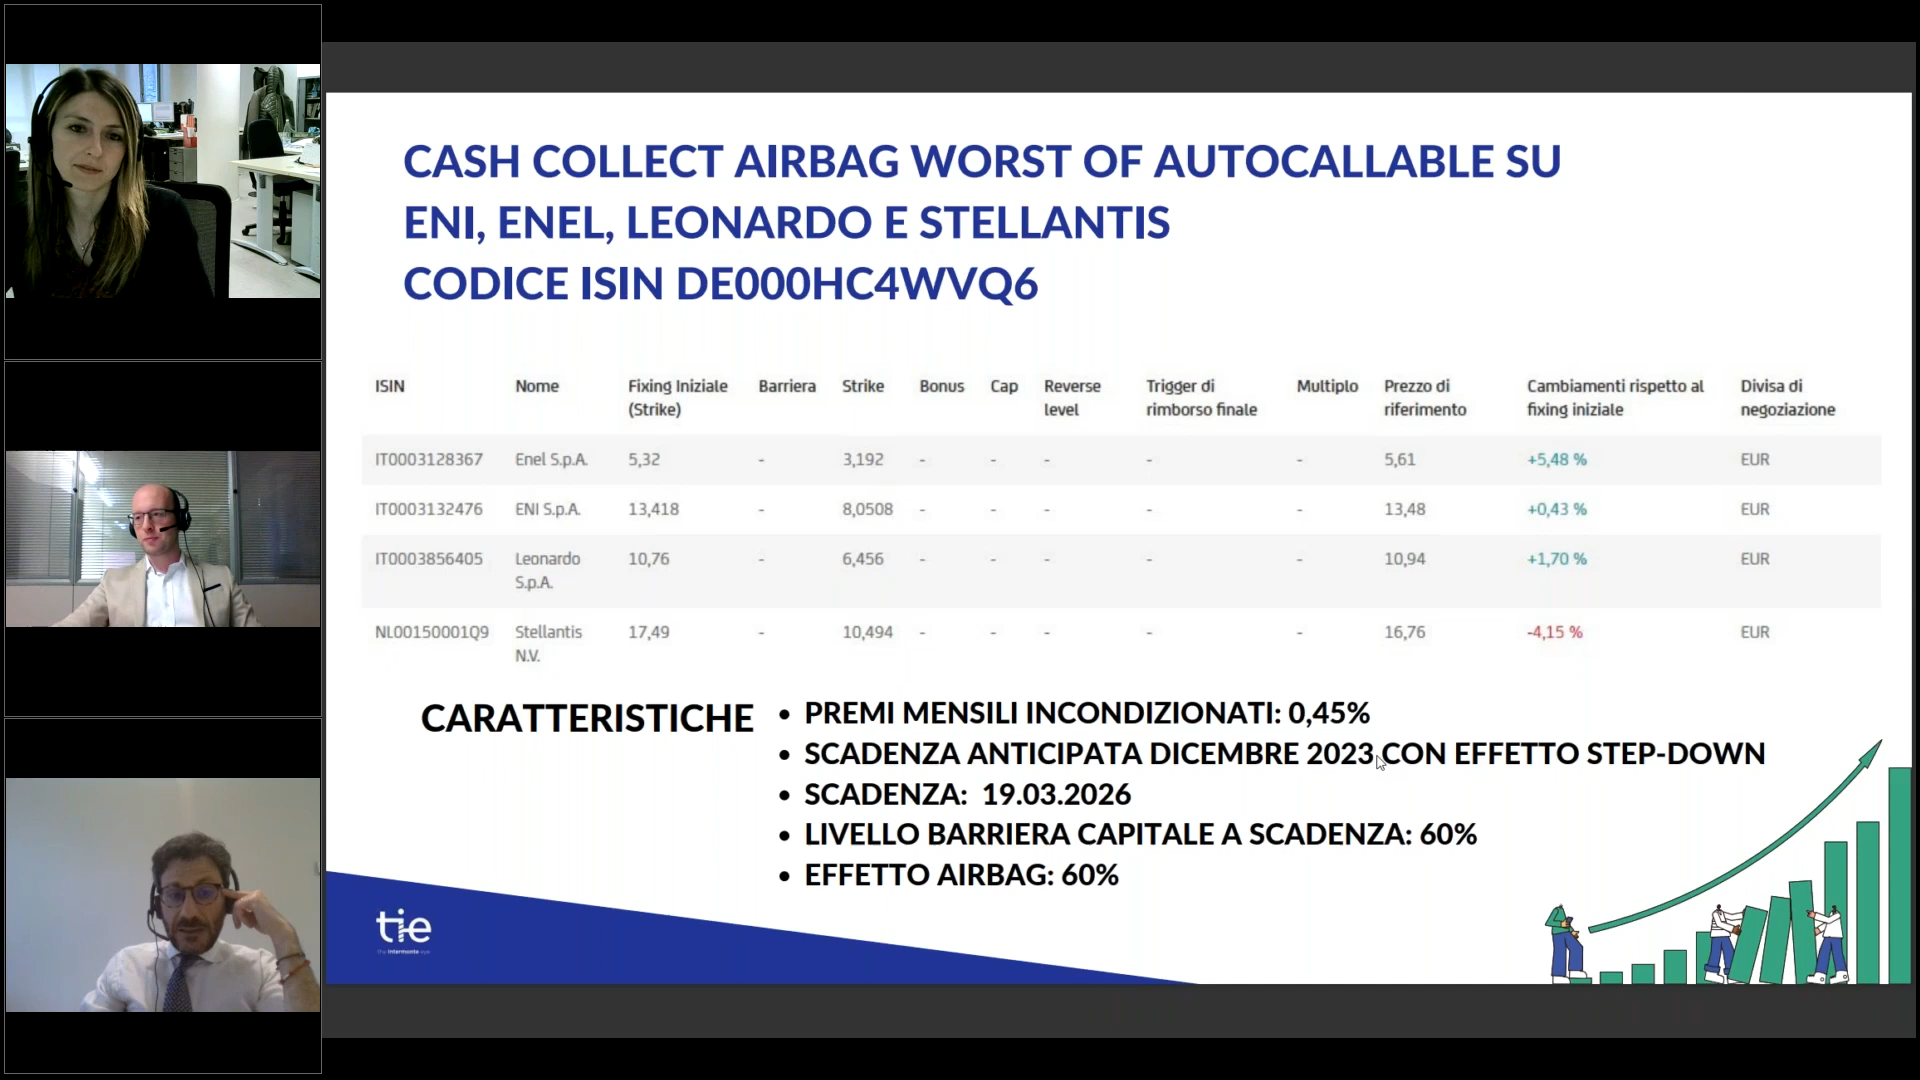 CASH COLLECT AIRBAG WORST OF AUTOCALLABLE SU
ENI, ENEL, LEONARDO E STELLANTIS
CODICE ISIN DE000HC4WVQ6
ISIN Nome Fixing Iniziale (Strike) Barriera Strike Bonus Cap Reverse level Trigger di rimborso finale Multiplo Prezzo di riferimento Cambiamenti rispetto al fixing iniziale Divisa di negoziazione
IT0003128367 Enel S.p.A. 5,32 - 3,192 - - - - - 5,61 +5,48 % EUR
IT0003132476 ENI S.p.A. 13,418 - 8,0508 - - - - - 13,48 +0,43 % EUR
IT0003856405 Leonardo S.p.A. 10,76 - 6,456 - - - - - 10,94 +1,70 % EUR
NL00150001Q9 Stellantis N.V. 17,49 - 10,494 - - - - - 16,76 -4,15 % EUR
CARATTERISTICHE
• PREMI MENSILI INCONDIZIONATI: 0,45%
• SCADENZA ANTICIPATA DICEMBRE 2023 CON EFFETTO STEP-DOWN
• SCADENZA: 19.03.2026
• LIVELLO BARRIERA CAPITALE A SCADENZA: 60%
• EFFETTO AIRBAG: 60%
tie
the intermonte eye